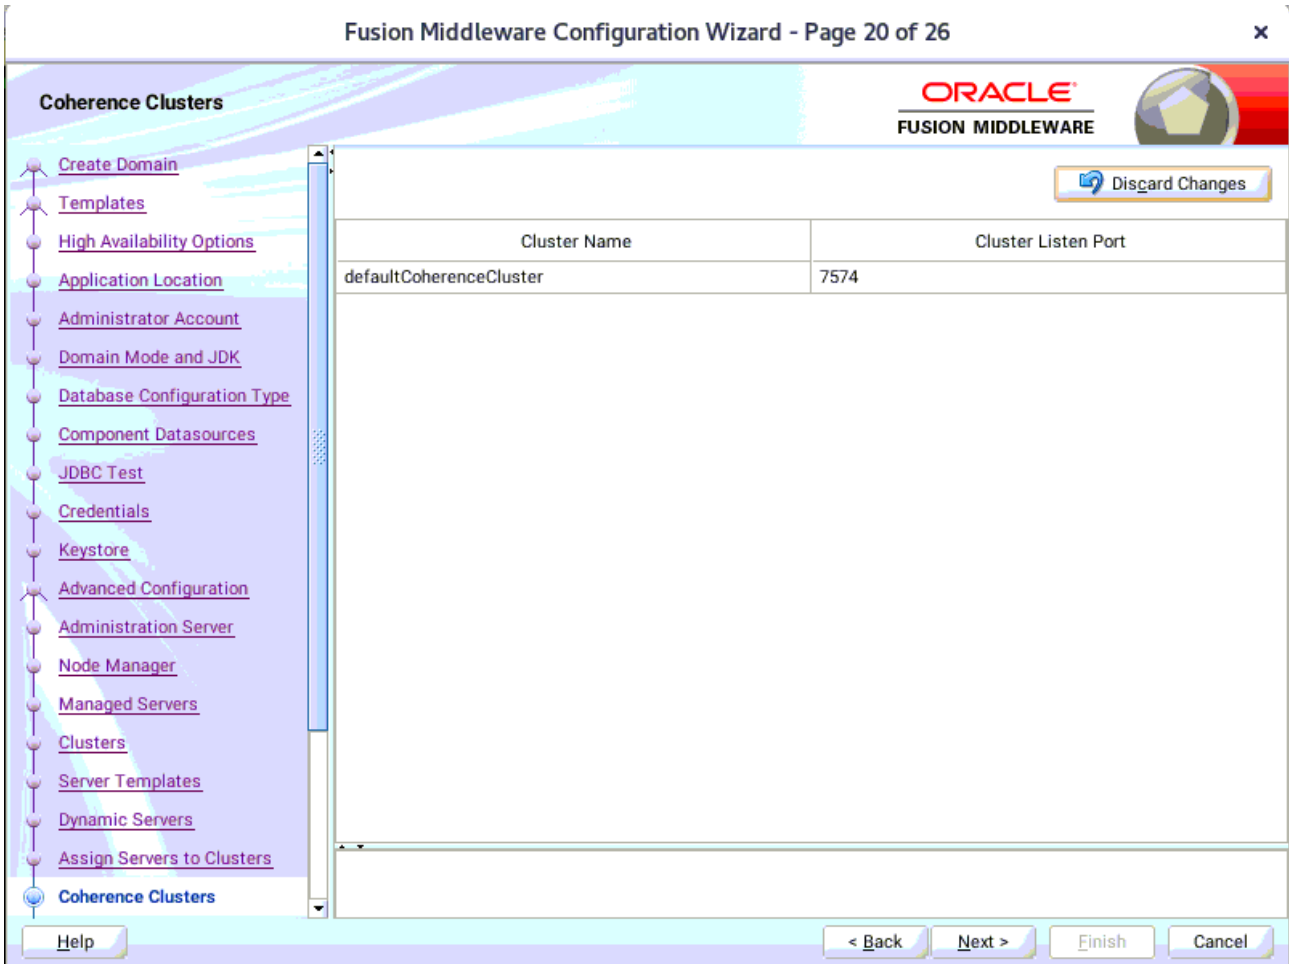 Fusion Middleware Configuration Wizard - Page 20 of 26
Coherence Clusters
ORACLE
FUSION MIDDLEWARE
Create Domain
Templates
High Availability Options
Application Location
Administrator Account
Domain Mode and JDK
Database Configuration Type
Component Datasources
JDBC Test
Credentials
Keystore
Advanced Configuration
Administration Server
Node Manager
Managed Servers
Clusters
Server Templates
Dynamic Servers
Assign Servers to Clusters
Coherence Clusters
Discard Changes
Cluster Name Cluster Listen Port
defaultCoherenceCluster 7574
Help < Back Next > Finish Cancel